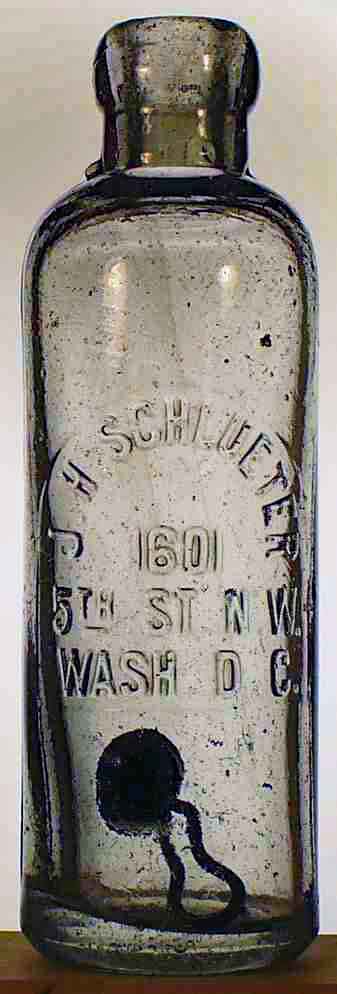 J. H. SCHLUETER
1601
5TH ST N W.
WASH D C.